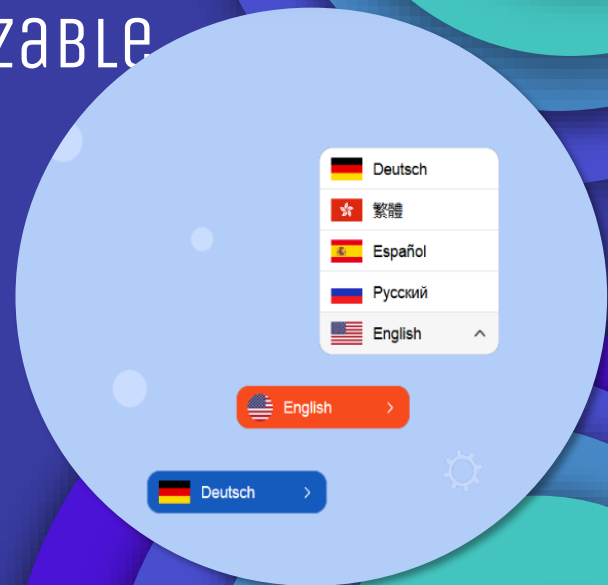 zable
Deutsch
繁體
Español
Русский
English
English
Deutsch